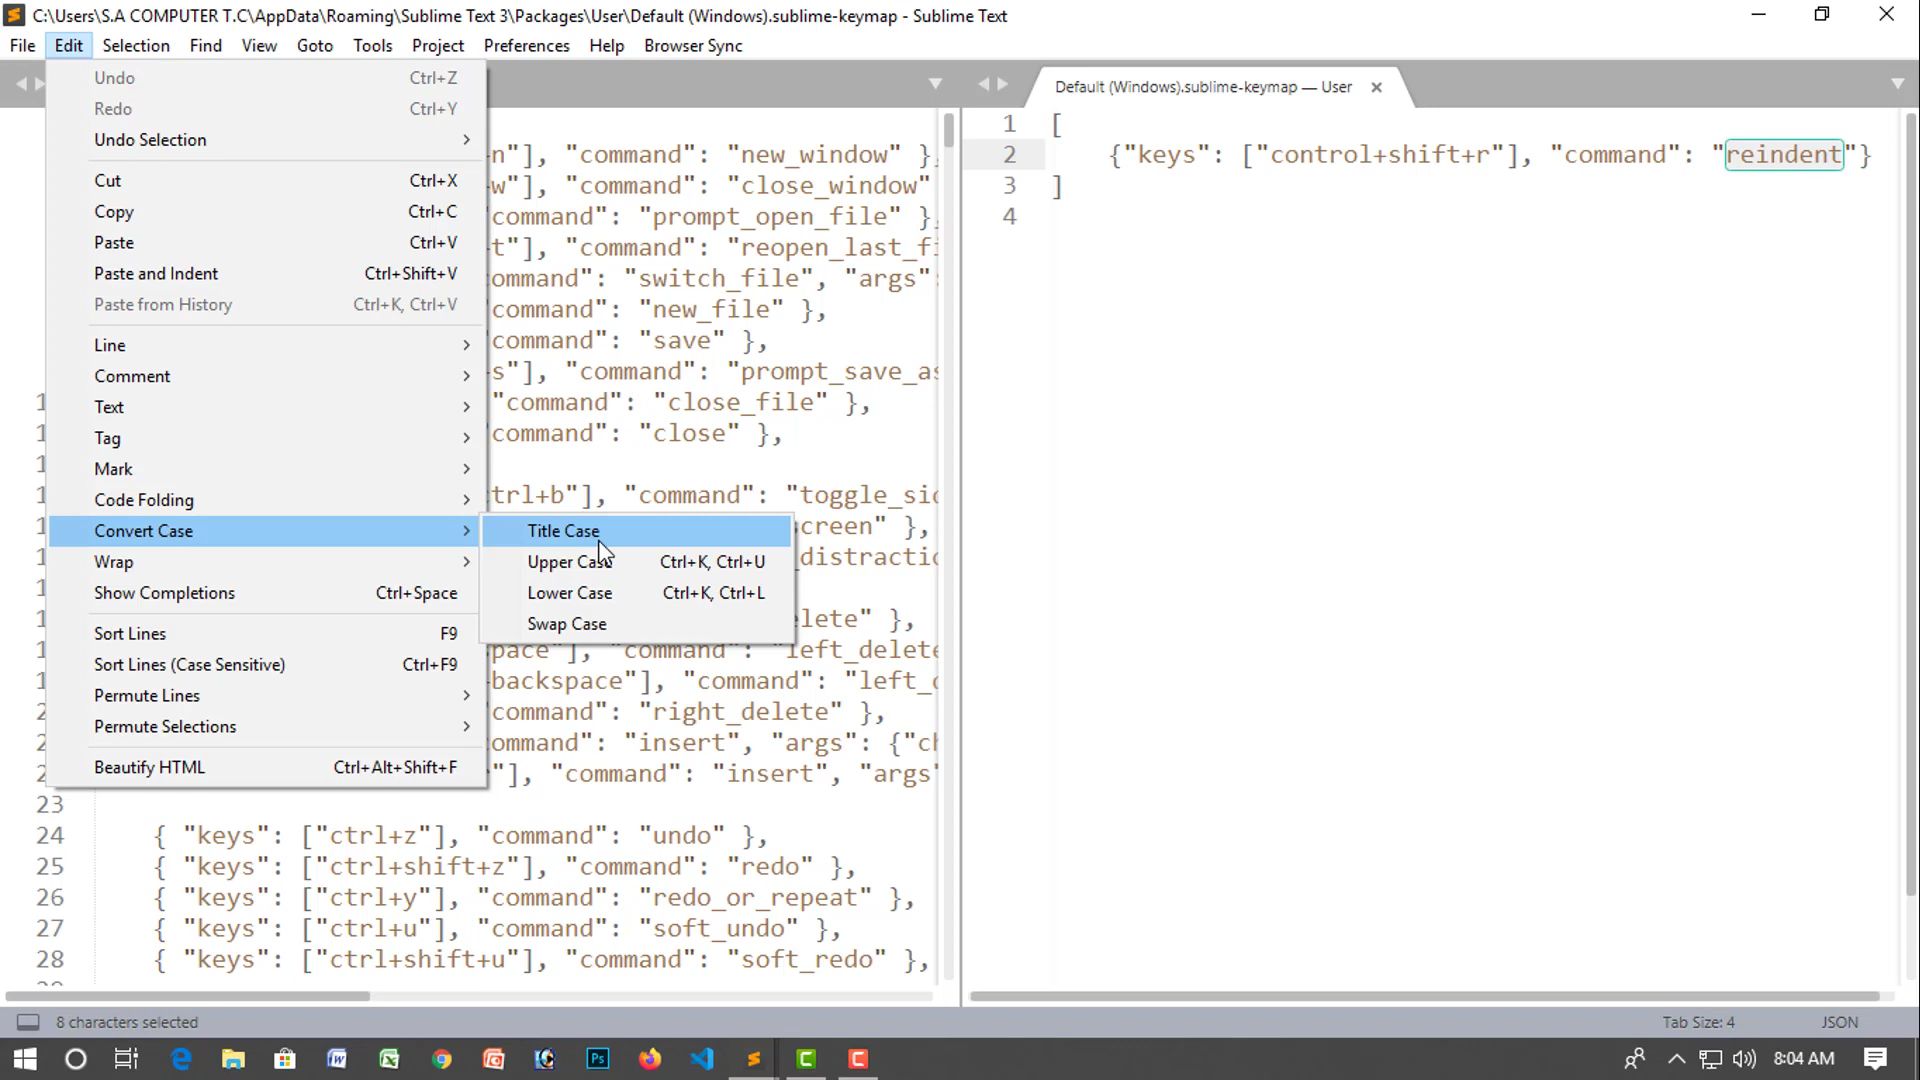 C:\Users\S.A COMPUTER T.C\AppData\Roaming\Sublime Text 3\Packages\User\Default (Windows).sublime-keymap - Sublime Text
File Edit Selection Find View Goto Tools Project Preferences Help Browser Sync
Undo Ctrl+Z
Redo Ctrl+Y
Undo Selection
Cut Ctrl+X
Copy Ctrl+C
Paste Ctrl+V
Paste and Indent Ctrl+Shift+V
Paste from History Ctrl+K, Ctrl+V
Line
Comment
Text
Tag
Mark
Code Folding
Convert Case
Wrap
Show Completions Ctrl+Space
Sort Lines F9
Sort Lines (Case Sensitive) Ctrl+F9
Permute Lines
Permute Selections
Beautify HTML Ctrl+Alt+Shift+F
Title Case
Upper Case Ctrl+K, Ctrl+U
Lower Case Ctrl+K, Ctrl+L
Swap Case
n"], "command": "new_window" },
w"], "command": "close_window"
command": "prompt_open_file" },
t"], "command": "reopen_last_fi
ommand": "switch_file", "args":
command": "new_file" },
command": "save" },
s"], "command": "prompt_save_as
"command": "close_file" },
command": "close" },
trl+b"], "command": "toggle_sid
screen" },
_distractio
elete" },
pace"], "command": "left_delete
backspace"], "command": "left_d
command": "right_delete" },
ommand": "insert", "args": {"ch
"], "command": "insert", "args"
23
24 { "keys": ["ctrl+z"], "command": "undo" },
25 { "keys": ["ctrl+shift+z"], "command": "redo" },
26 { "keys": ["ctrl+y"], "command": "redo_or_repeat" },
27 { "keys": ["ctrl+u"], "command": "soft_undo" },
28 { "keys": ["ctrl+shift+u"], "command": "soft_redo" },
Default (Windows).sublime-keymap — User
1 [
2 {"keys": ["control+shift+r"], "command": "reindent"}
3 ]
4
8 characters selected
Tab Size: 4 JSON
8:04 AM